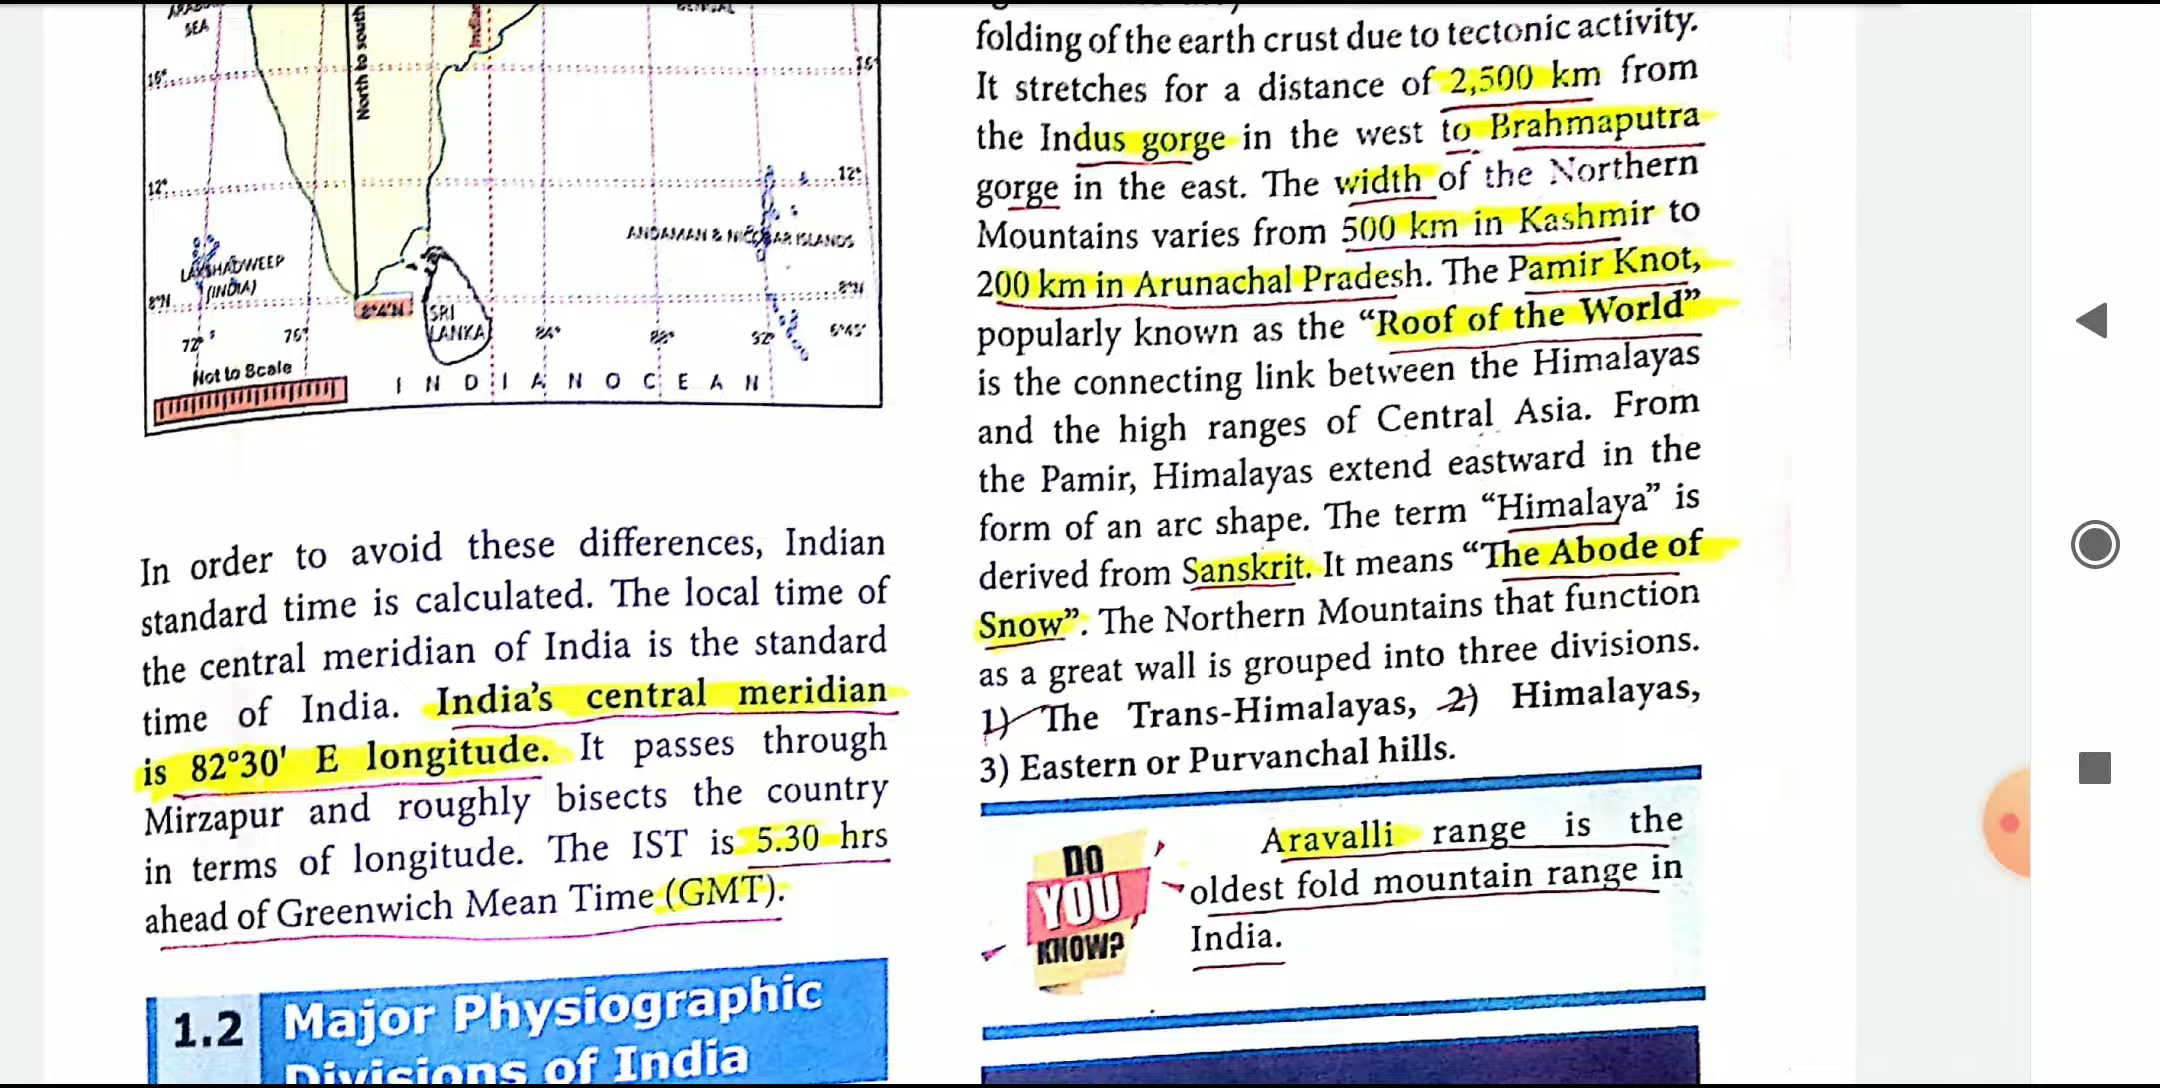 SEA
North to south
16°
12°
12°
ANDAMAN & NICOBAR ISLANDS
LAKSHADWEEP
(INDIA)
8°N
8°N
8°4'N
SRI
LANKA
72°
76°
84°
88°
92°
6°45'
Not to Scale
INDIAN OCEAN
In order to avoid these differences, Indian
standard time is calculated. The local time of
the central meridian of India is the standard
time of India. India's central meridian
is 82°30' E longitude. It passes through
Mirzapur and roughly bisects the country
in terms of longitude. The IST is 5.30 hrs
ahead of Greenwich Mean Time (GMT).
1.2 Major Physiographic
Divisions of India
folding of the earth crust due to tectonic activity.
It stretches for a distance of 2,500 km from
the Indus gorge in the west to Brahmaputra
gorge in the east. The width of the Northern
Mountains varies from 500 km in Kashmir to
200 km in Arunachal Pradesh. The Pamir Knot,
popularly known as the “Roof of the World”
is the connecting link between the Himalayas
and the high ranges of Central Asia. From
the Pamir, Himalayas extend eastward in the
form of an arc shape. The term “Himalaya” is
derived from Sanskrit. It means “The Abode of
Snow”. The Northern Mountains that function
as a great wall is grouped into three divisions.
1) The Trans-Himalayas, 2) Himalayas,
3) Eastern or Purvanchal hills.
DO
YOU
KNOW?
Aravalli range is the
oldest fold mountain range in
India.